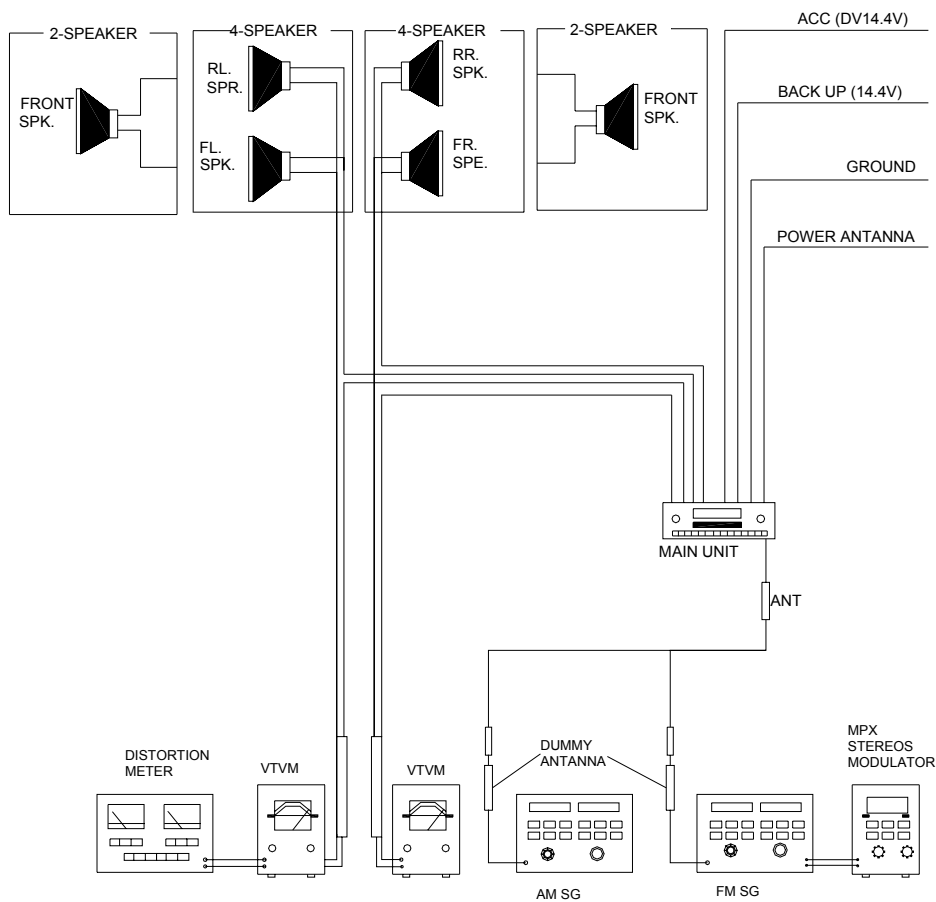 2-SPEAKER
4-SPEAKER
4-SPEAKER
2-SPEAKER
ACC (DV14.4V)
RL.
SPR.
RR.
SPK.
FRONT
SPK.
FRONT
SPK.
BACK UP (14.4V)
FL.
SPK.
FR.
SPE.
GROUND
POWER ANTANNA
MAIN UNIT
ANT
DISTORTION
METER
VTVM
VTVM
DUMMY
ANTANNA
MPX
STEREOS
MODULATOR
AM SG
FM SG